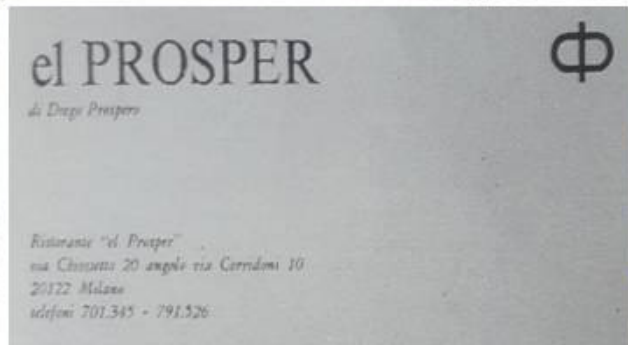 el PROSPER
di Drago Prospero
Ristorante "el Prosper"
via Chiossetto 20 angolo via Corridoni 10
20122 Milano
telefoni 701.345 - 791.526